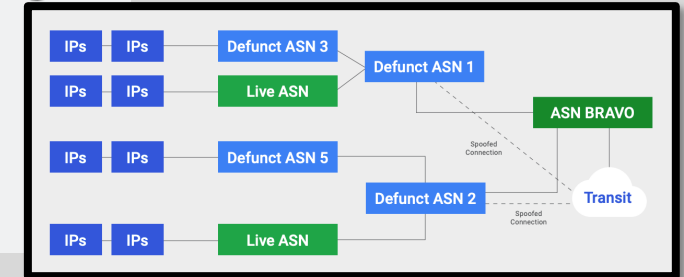 IPs IPs Defunct ASN 3
Defunct ASN 1
IPs IPs Live ASN
ASN BRAVO
Spoofed
Connection
IPs IPs Defunct ASN 5
Defunct ASN 2
Transit
Spoofed
Connection
IPs IPs Live ASN